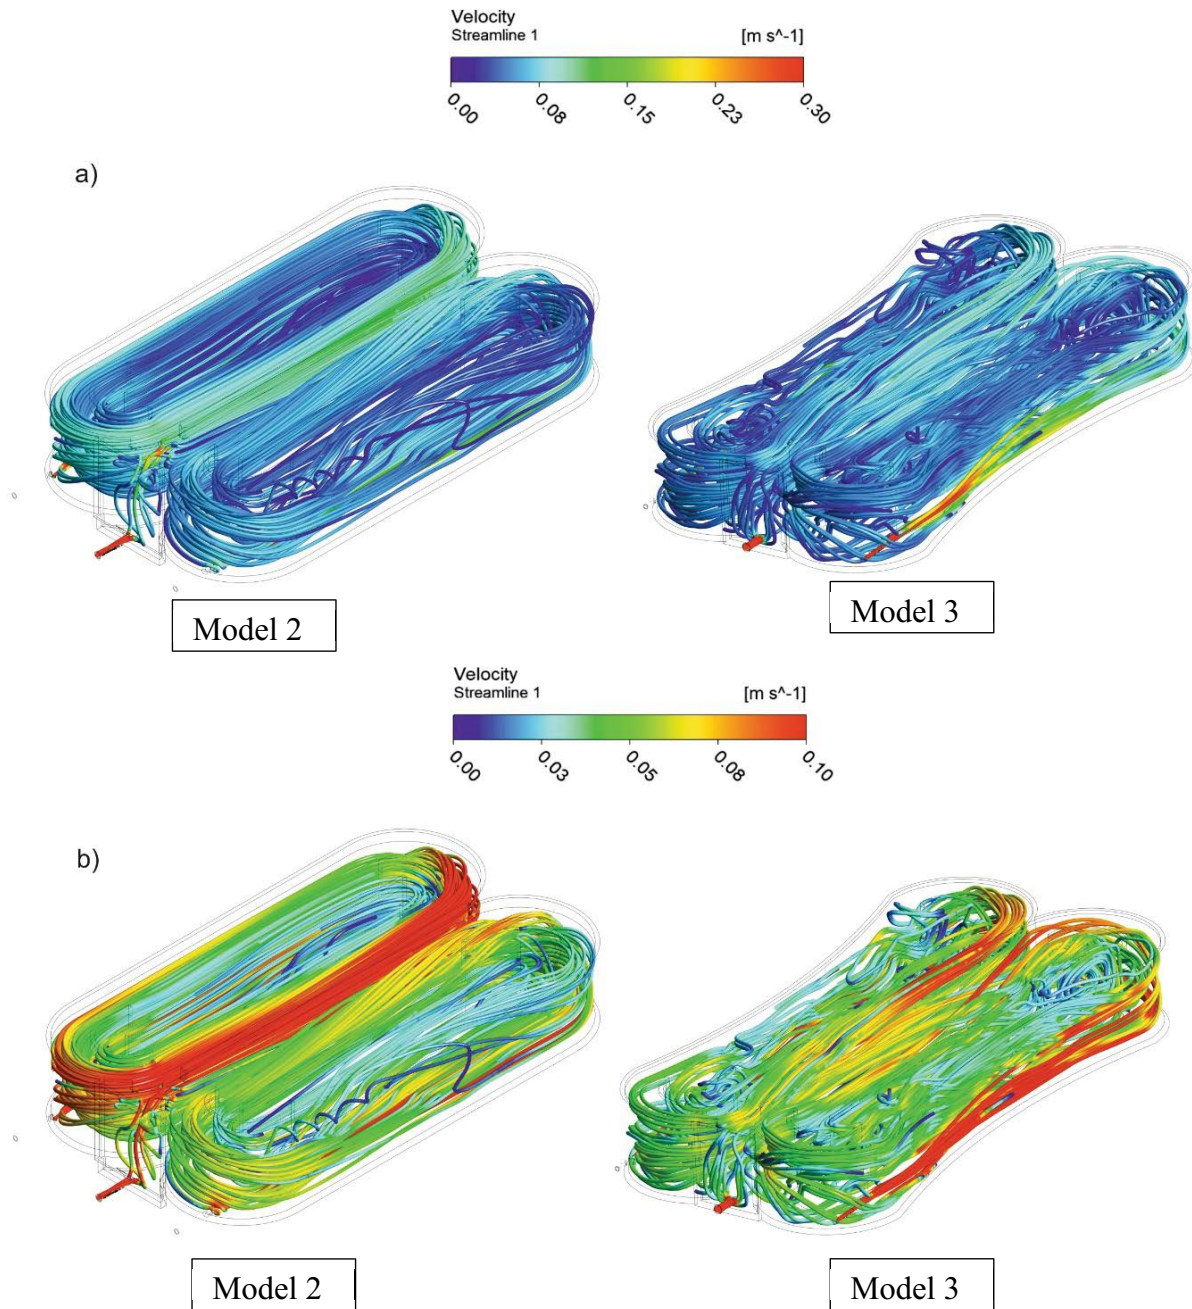 Velocity
Streamline 1 [m s^-1]
0.00 0.08 0.15 0.23 0.30
a)
Model 2 Model 3
Velocity
Streamline 1 [m s^-1]
0.00 0.03 0.05 0.08 0.10
b)
Model 2 Model 3